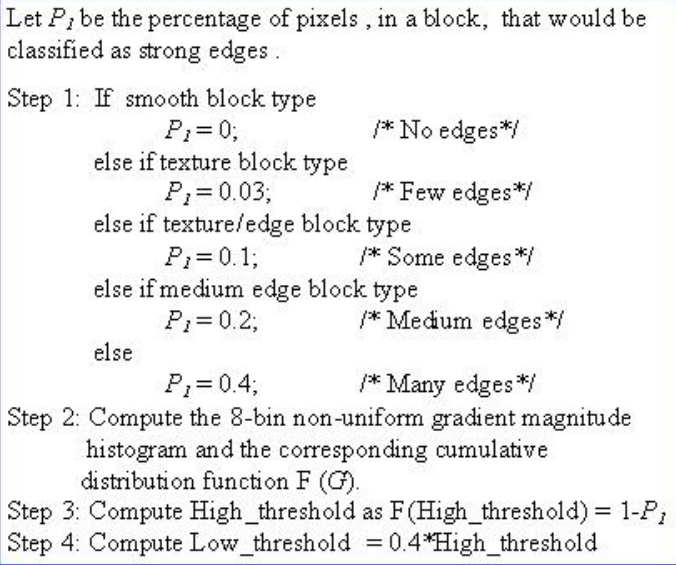 Let P1 be the percentage of pixels , in a block, that would be
classified as strong edges .
Step 1: If smooth block type
P1 = 0; /* No edges*/
else if texture block type
P1 = 0.03; /* Few edges*/
else if texture/edge block type
P1 = 0.1; /* Some edges*/
else if medium edge block type
P1 = 0.2; /* Medium edges*/
else
P1 = 0.4; /* Many edges*/
Step 2: Compute the 8-bin non-uniform gradient magnitude
histogram and the corresponding cumulative
distribution function F (G).
Step 3: Compute High_threshold as F(High_threshold) = 1-P1
Step 4: Compute Low_threshold = 0.4*High_threshold